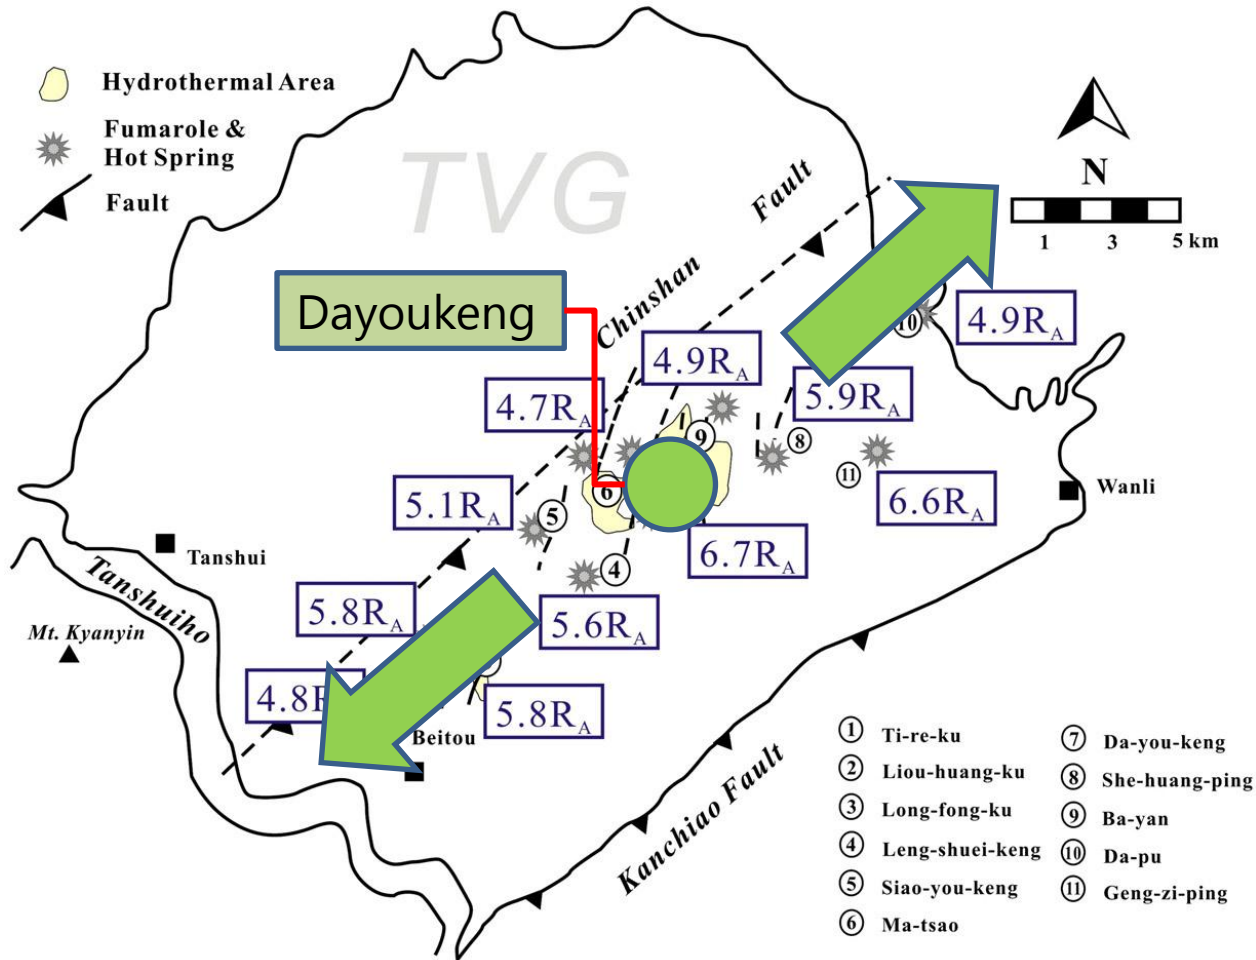 Hydrothermal Area
Fumarole &
Hot Spring
Fault
TVG
N
1 3 5 km
Chinshan Fault
Dayoukeng
4.9RA
10
4.9RA
4.7RA
5.9RA
9
8
11
6.6RA
Wanli
6
5.1RA
5
6.7RA
Tanshui
4
Tanshuiho
5.8RA
5.6RA
Mt. Kyanyin
4.8R
5.8RA
Beitou
Kanchiao Fault
① Ti-re-ku
② Liou-huang-ku
③ Long-fong-ku
④ Leng-shuei-keng
⑤ Siao-you-keng
⑥ Ma-tsao
⑦ Da-you-keng
⑧ She-huang-ping
⑨ Ba-yan
⑩ Da-pu
⑪ Geng-zi-ping